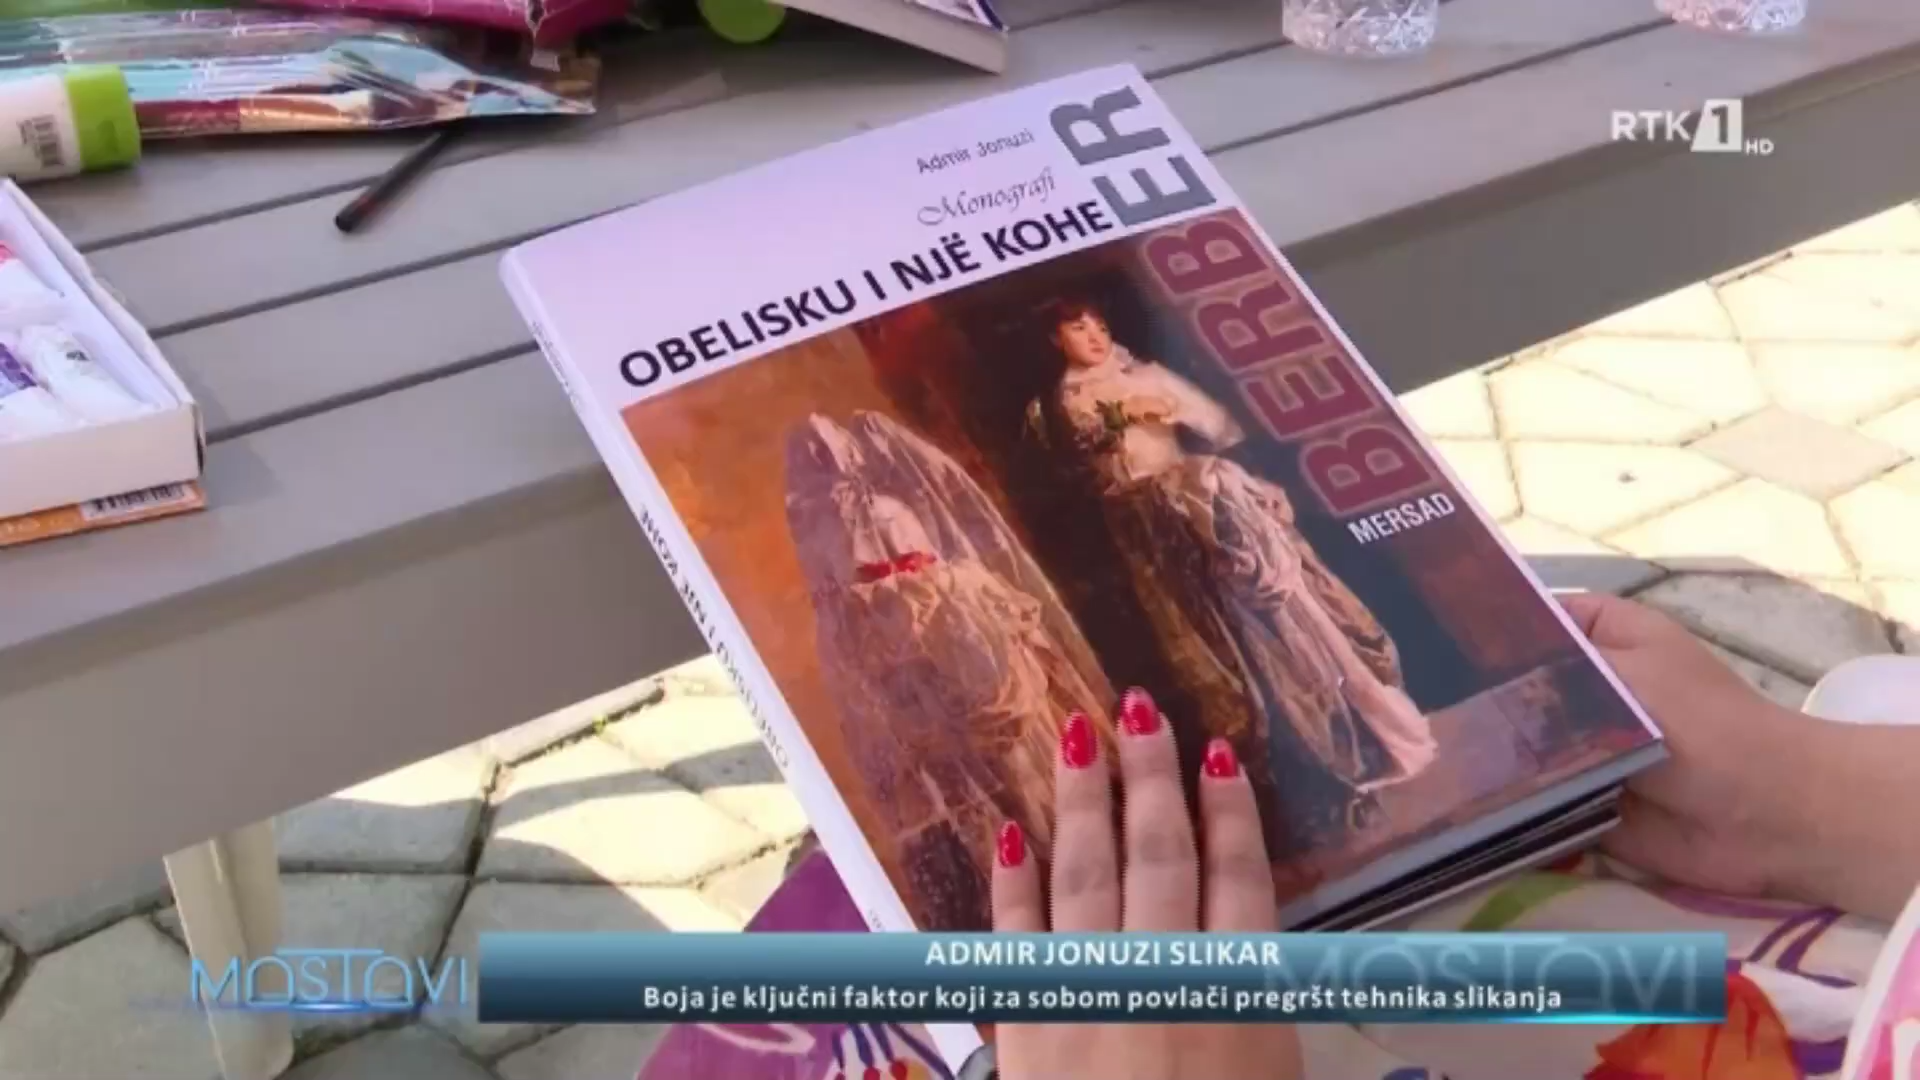 RTK 1 HD
Admir Jonuzi
Monografi
OBELISKU I NJË KOHE
BERBER
MERSAD
OBELISKU I NJË KOHE
MOSTOVI
ADMIR JONUZI SLIKAR
Boja je ključni faktor koji za sobom povlači pregršt tehnika slikanja
MOSTOVI